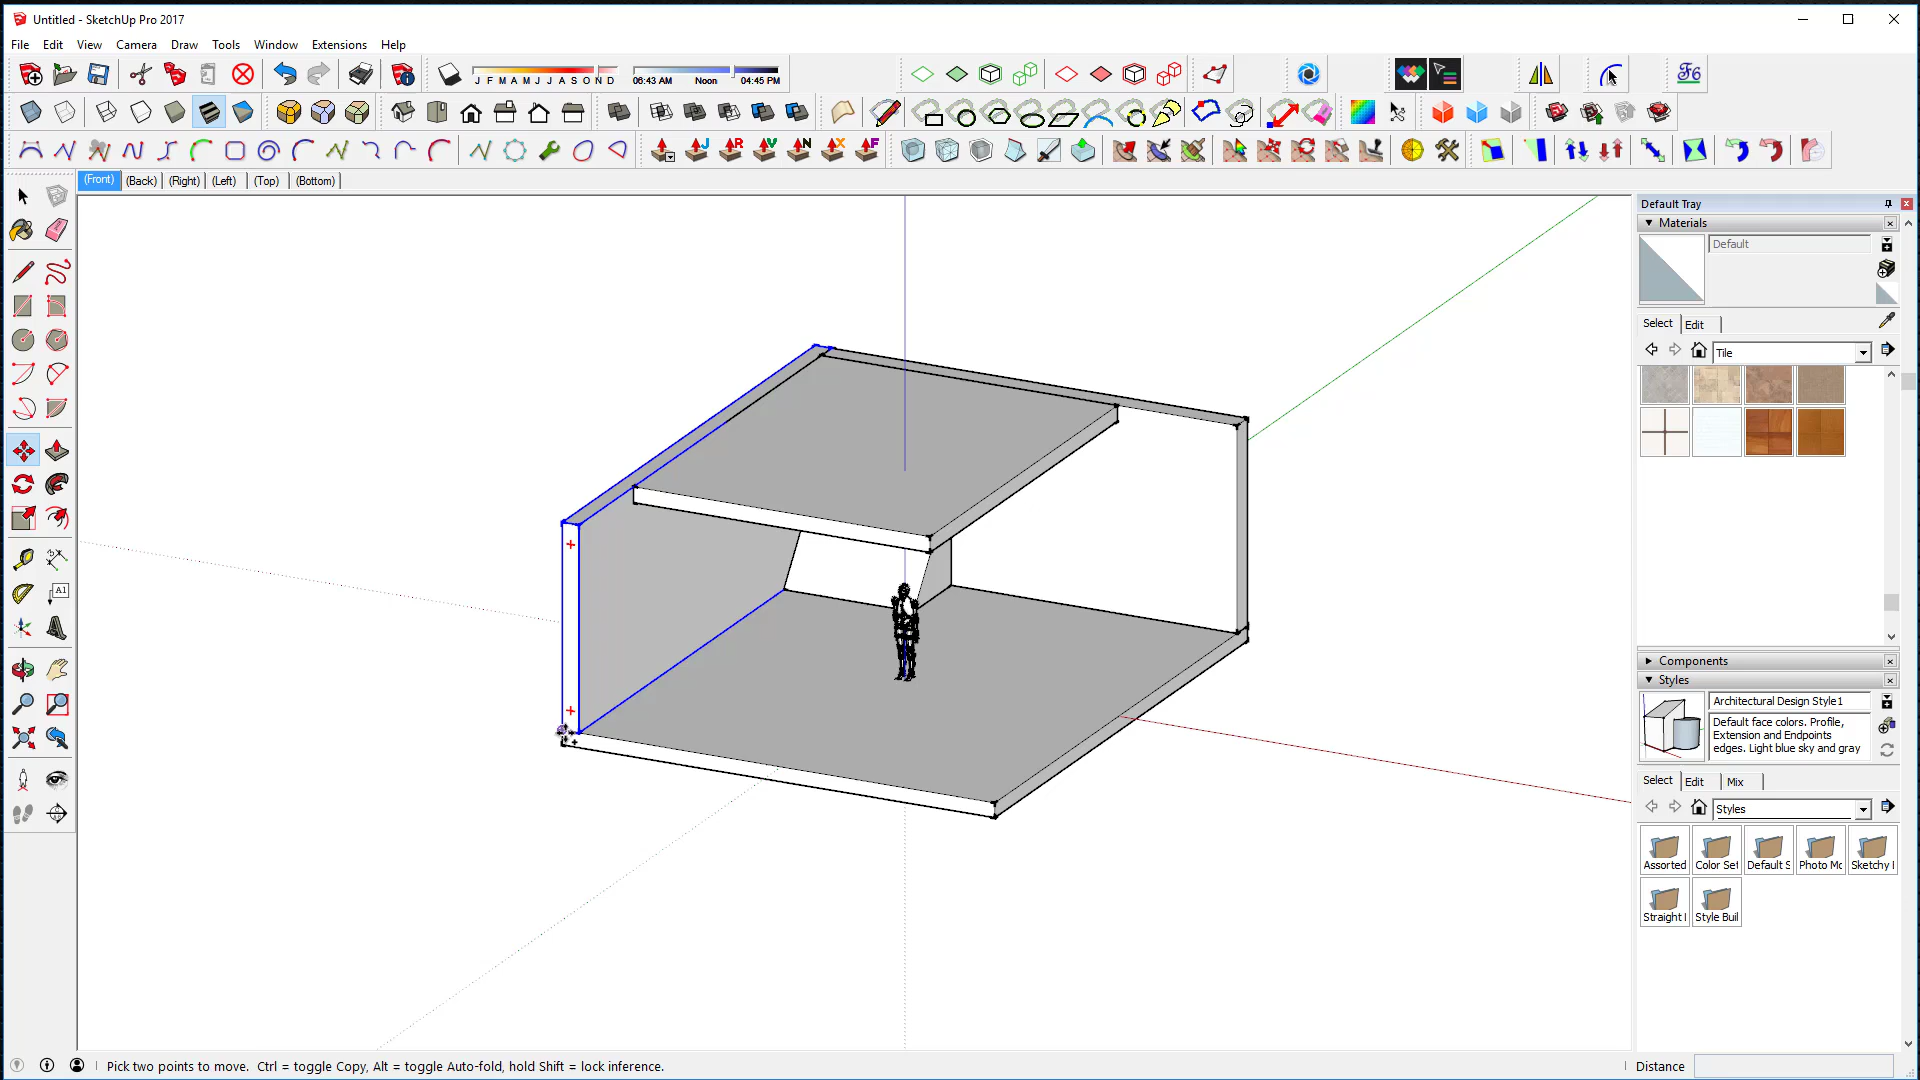 Untitled - SketchUp Pro 2017
File Edit View Camera Draw Tools Window Extensions Help
J F M A M J J A S O N D
06:43 AM Noon 04:45 PM
J R V N X F
(Front) (Back) (Right) (Left) (Top) (Bottom)
A1
Default Tray
Materials
Default
Select Edit
Tile
Components
Styles
Architectural Design Style1
Default face colors. Profile,
Extension and Endpoints
edges. Light blue sky and gray
Select Edit Mix
Styles
Assorted Color Set Default S Photo Mc Sketchy I
Straight I Style Buil
Pick two points to move. Ctrl = toggle Copy, Alt = toggle Auto-fold, hold Shift = lock inference.
Distance